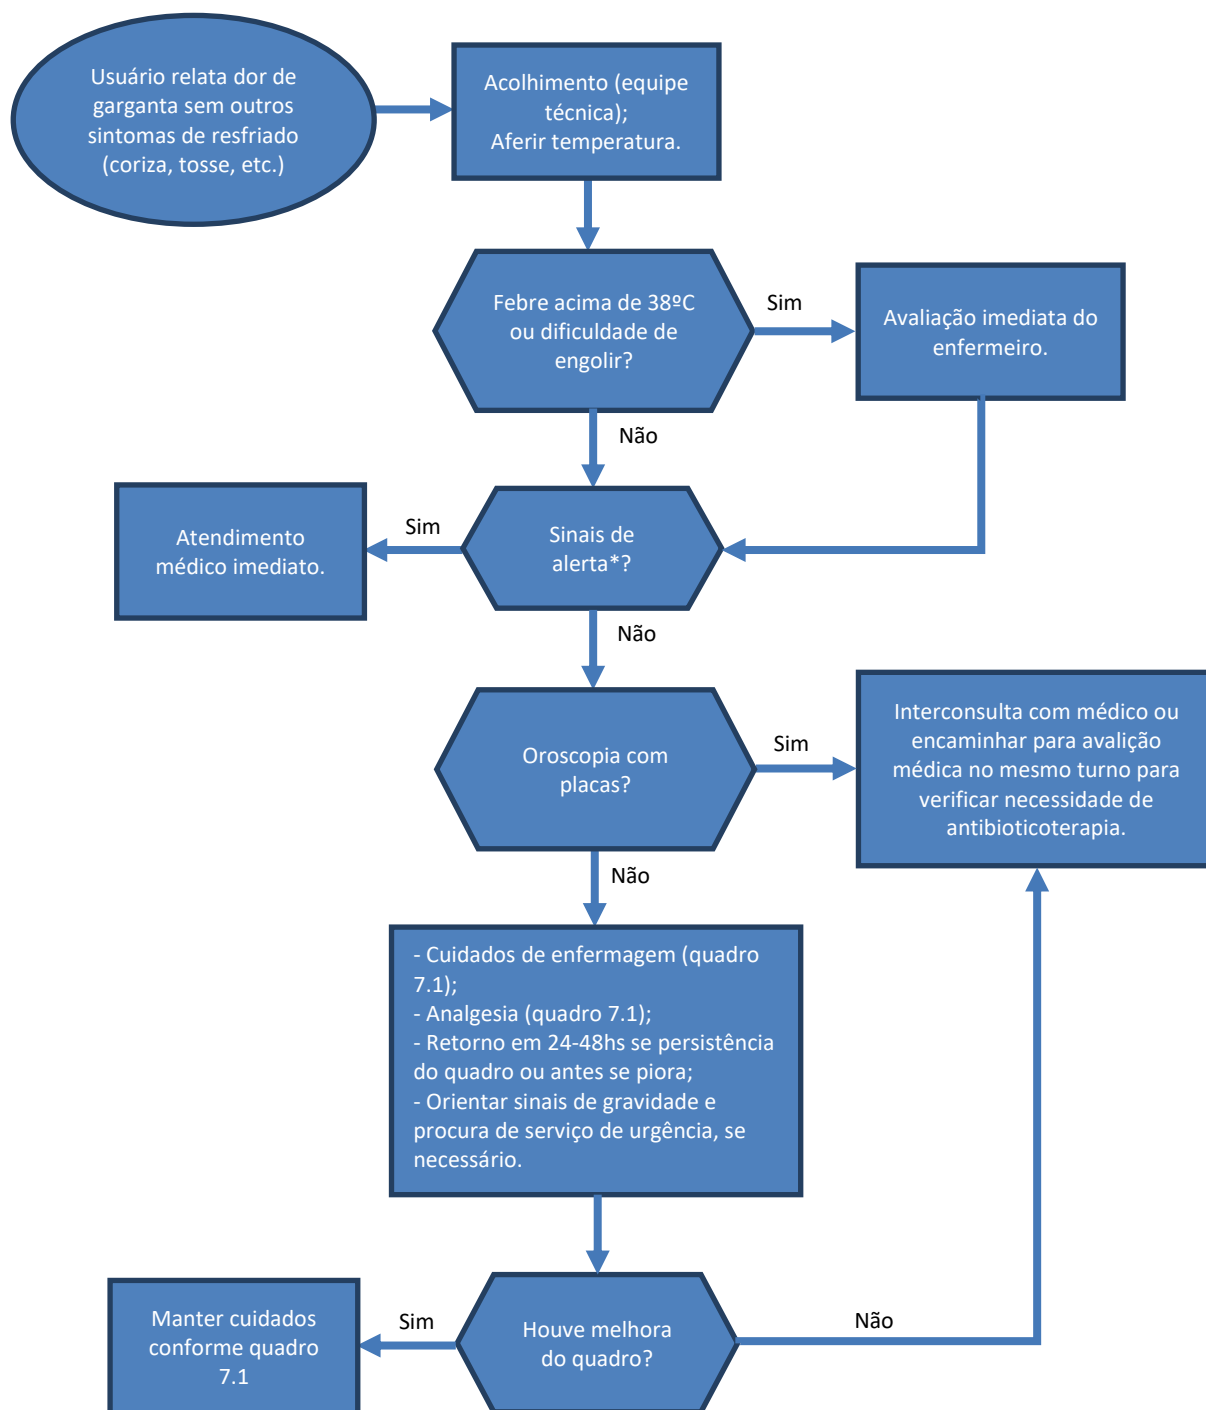 Usuário relata dor de
garganta sem outros
sintomas de resfriado
(coriza, tosse, etc.)
Acolhimento (equipe
técnica);
Aferir temperatura.
Febre acima de 38ºC
ou dificuldade de
engolir?
Sim
Avaliação imediata do
enfermeiro.
Não
Sinais de
alerta*?
Sim
Atendimento
médico imediato.
Não
Oroscopia com
placas?
Sim
Interconsulta com médico ou
encaminhar para avalição
médica no mesmo turno para
verificar necessidade de
antibioticoterapia.
Não
- Cuidados de enfermagem (quadro
7.1);
- Analgesia (quadro 7.1);
- Retorno em 24-48hs se persistência
do quadro ou antes se piora;
- Orientar sinais de gravidade e
procura de serviço de urgência, se
necessário.
Houve melhora
do quadro?
Sim
Manter cuidados
conforme quadro
7.1
Não